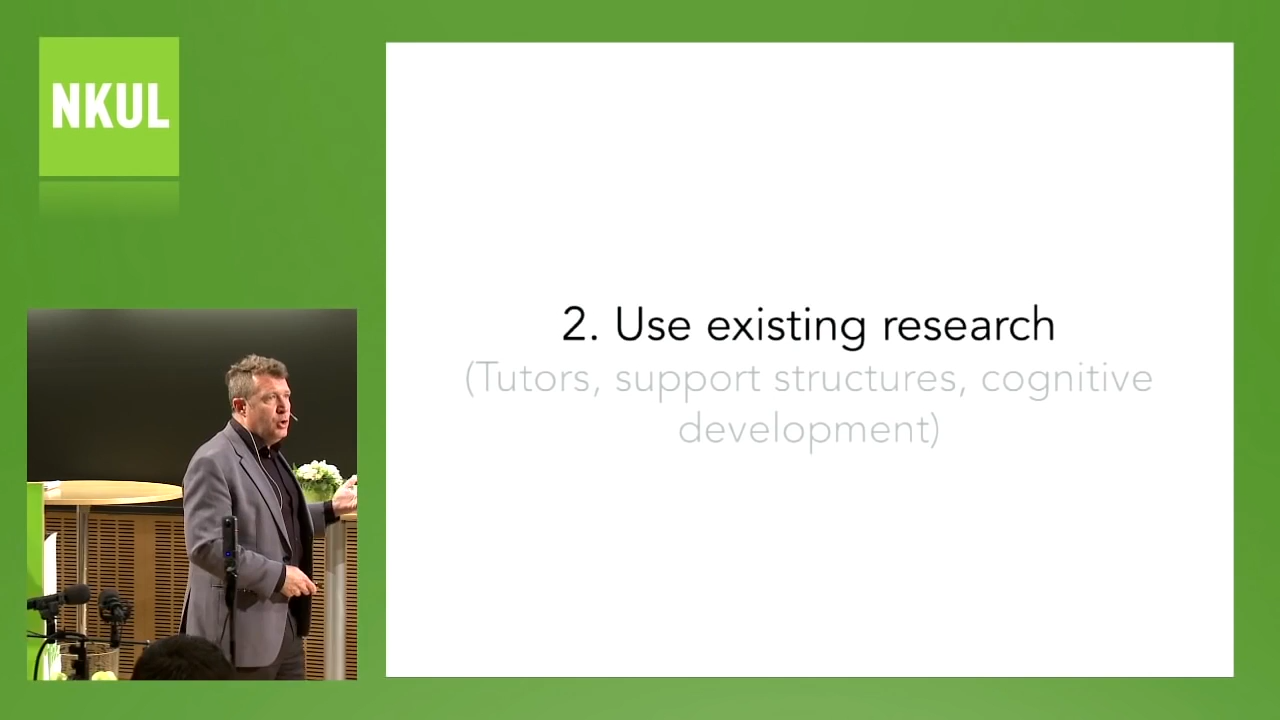 NKUL
2. Use existing research
(Tutors, support structures, cognitive
development)